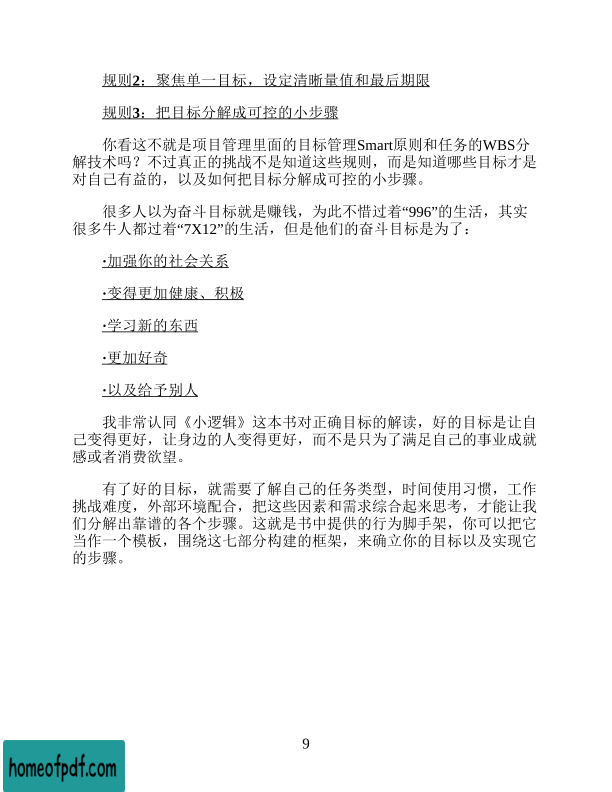 规则2：聚焦单一目标，设定清晰量值和最后期限
规则3：把目标分解成可控的小步骤
你看这不就是项目管理里面的目标管理Smart原则和任务的WBS分
解技术吗？不过真正的挑战不是知道这些规则，而是知道哪些目标才是
对自己有益的，以及如何把目标分解成可控的小步骤。
很多人以为奋斗目标就是赚钱，为此不惜过着“996”的生活，其实
很多牛人都过着“7X12”的生活，但是他们的奋斗目标是为了：
·加强你的社会关系
·变得更加健康、积极
·学习新的东西
·更加好奇
·以及给予别人
我非常认同《小逻辑》这本书对正确目标的解读，好的目标是让自
己变得更好，让身边的人变得更好，而不是只为了满足自己的事业成就
感或者消费欲望。
有了好的目标，就需要了解自己的任务类型，时间使用习惯，工作
挑战难度，外部环境配合，把这些因素和需求综合起来思考，才能让我
们分解出靠谱的各个步骤。这就是书中提供的行为脚手架，你可以把它
当作一个模板，围绕这七部分构建的框架，来确立你的目标以及实现它
的步骤。
9
homeofpdf.com